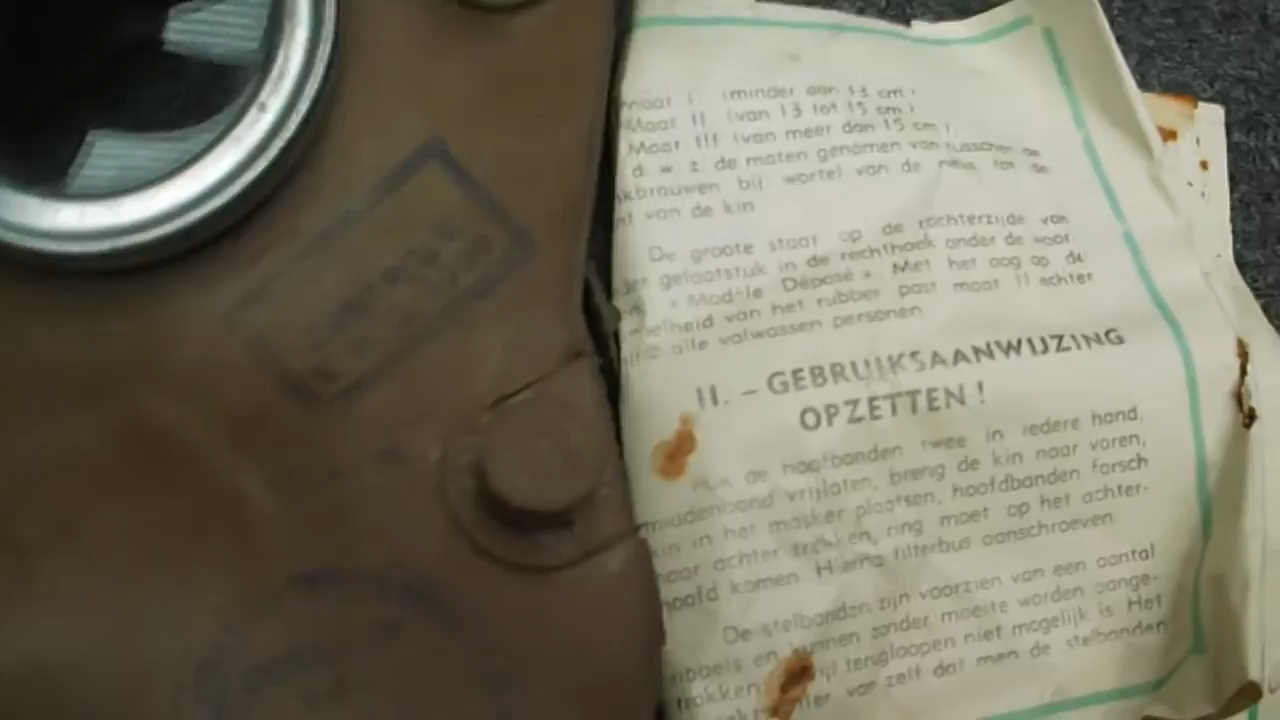 Maat I (minder dan 13 cm.)
Maat II (van 13 tot 15 cm.)
Maat III (van meer dan 15 cm.)
d. w. z. de maten genomen van tusschen de
kbrouwen bij wortel van de neus tot de
van de kin
De groote staat op de rechterzijde van
gelaatstuk in de rechthoek onder de woor-
« Modèle Déposé ». Met het oog op de
van het rubber past maat II echter
alle volwassen personen
II. – GEBRUIKSAANWIJZING
OPZETTEN !
de hoofbanden twee in iedere hand,
middenband vrijlaten, breng de kin naar voren,
kin in het masker plaatsen, hoofdbanden forsch
naar achter trekken, ring moet op het achter-
hoofd komen. Hierna filterbus aanschroeven
De stelbanden zijn voorzien van een aantal
bbels en kunnen zonder moeite worden aange-
trokken, terugloopen niet mogelijk is. Het
van zelf dat men de stelbanden